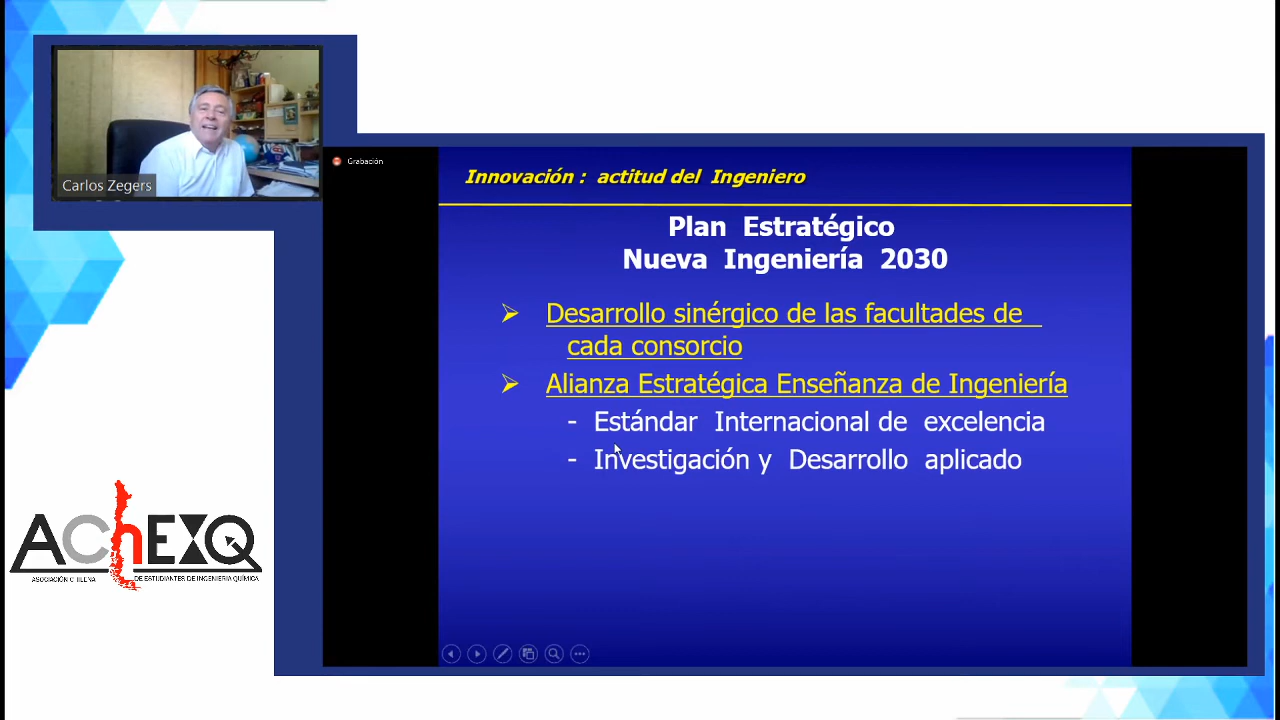 Carlos Zegers
Grabación
Innovación : actitud del Ingeniero
Plan Estratégico
Nueva Ingeniería 2030
Desarrollo sinérgico de las facultades de
cada consorcio
Alianza Estratégica Enseñanza de Ingeniería
- Estándar Internacional de excelencia
- Investigación y Desarrollo aplicado
AChEXQ
ASOCIACIÓN CHILENA DE ESTUDIANTES DE INGENIERIA QUÍMICA